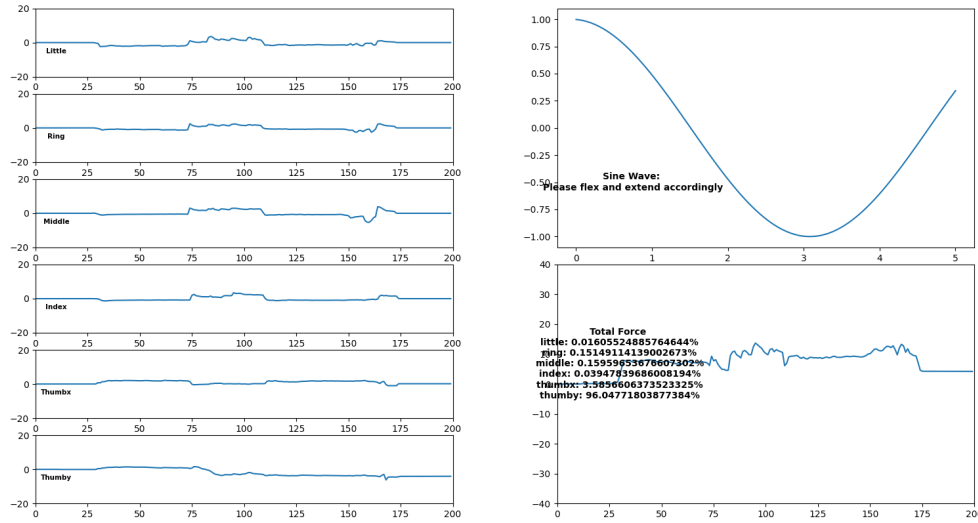 20
0
−20
0 25 50 75 100 125 150 175 200
Little
20
0
−20
0 25 50 75 100 125 150 175 200
Ring
20
0
−20
0 25 50 75 100 125 150 175 200
Middle
20
0
−20
0 25 50 75 100 125 150 175 200
Index
20
0
−20
0 25 50 75 100 125 150 175 200
Thumbx
20
0
−20
0 25 50 75 100 125 150 175 200
Thumby
1.00
0.75
0.50
0.25
0.00
−0.25
−0.50
−0.75
−1.00
0 1 2 3 4 5
Sine Wave:
Please flex and extend accordingly
40
30
20
10
0
−10
−20
−30
−40
0 25 50 75 100 125 150 175 200
Total Force
little: 0.01605524885764644%
ring: 0.15149114139002673%
middle: 0.15959653678607302%
index: 0.03947839686008194%
thumbx: 3.5856606373523325%
thumby: 96.04771803877384%